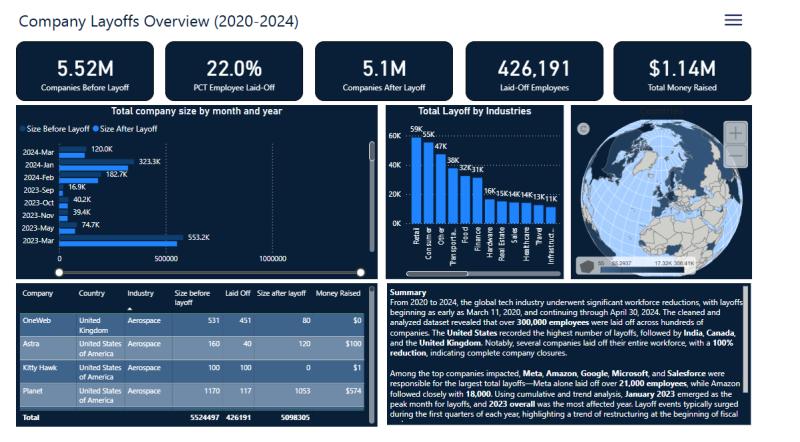 Company Layoffs Overview (2020-2024)
5.52M
Companies Before Layoff
22.0%
PCT Employee Laid-Off
5.1M
Companies After Layoff
426,191
Laid-Off Employees
$1.14M
Total Money Raised
Total company size by month and year
Size Before Layoff Size After Layoff
2024-Mar 120.0K
2024-Jan 323.3K
2024-Feb 182.7K
2023-Sep 16.9K
2023-Oct 40.2K
2023-Nov 39.4K
2023-May 74.7K
2023-Mar 553.2K
0 500000 1000000
Total Layoff by Industries
60K
40K
20K
0K
59K 55K 47K 38K 32K 31K 16K 15K 14K 14K 13K 11K
Retail
Consumer
Other
Transporta...
Food
Finance
Hardware
Real Estate
Sales
Healthcare
Travel
Infrastruct...
Company Country Industry Size before layoff Laid Off Size after layoff Money Raised
OneWeb United Kingdom Aerospace 531 451 80 $0
Astra United States of America Aerospace 160 40 120 $100
Kitty Hawk United States of America Aerospace 100 100 0 $1
Planet United States of America Aerospace 1170 117 1053 $574
Total 5524497 426191 5098305
Summary
From 2020 to 2024, the global tech industry underwent significant workforce reductions, with layoffs
beginning as early as March 11, 2020, and continuing through April 30, 2024. The cleaned and
analyzed dataset revealed that over 300,000 employees were laid off across hundreds of
companies. The United States recorded the highest number of layoffs, followed by India, Canada,
and the United Kingdom. Notably, several companies laid off their entire workforce, with a 100%
reduction, indicating complete company closures.
Among the top companies impacted, Meta, Amazon, Google, Microsoft, and Salesforce were
responsible for the largest total layoffs—Meta alone laid off over 21,000 employees, while Amazon
followed closely with 18,000. Using cumulative and trend analysis, January 2023 emerged as the
peak month for layoffs, and 2023 overall was the most affected year. Layoff events typically surged
during the first quarters of each year, highlighting a trend of restructuring at the beginning of fiscal